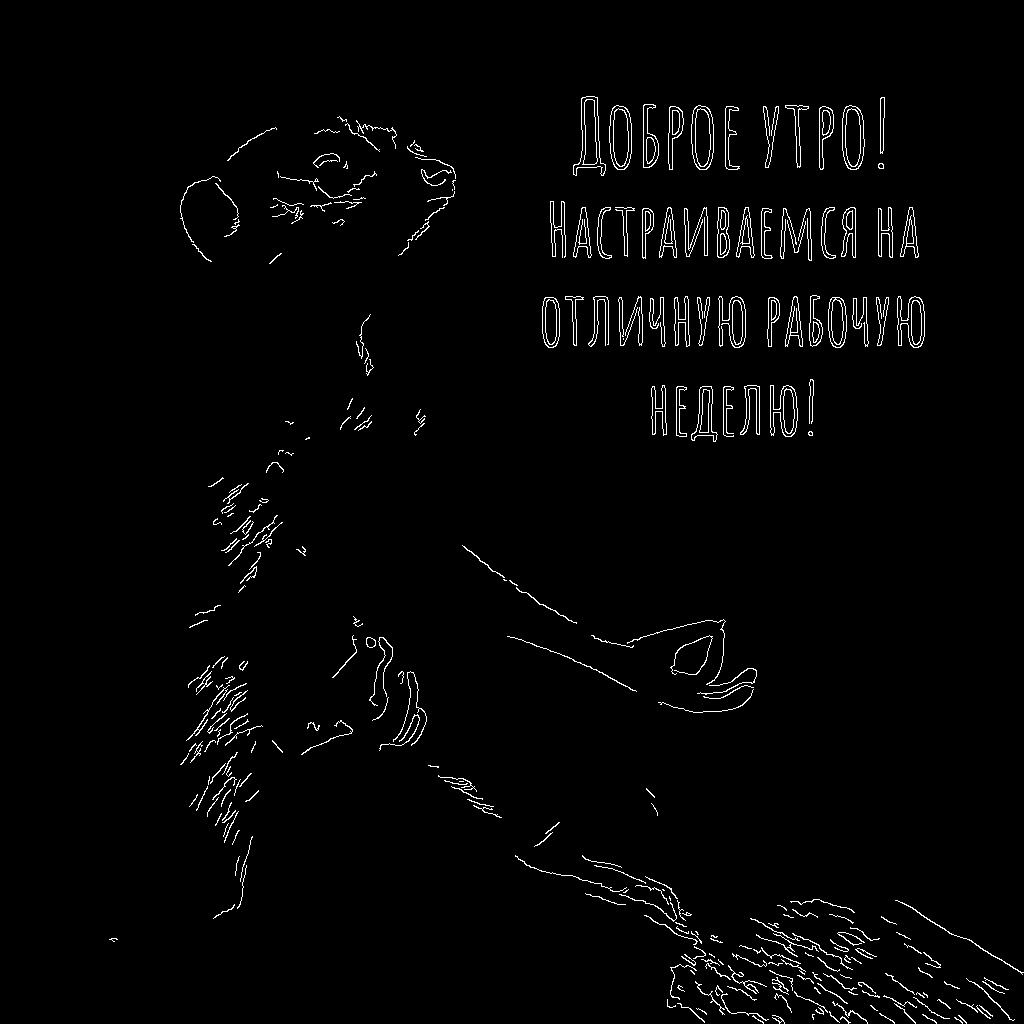 Доброе утро!
Настраиваемся на
отличную рабочую
неделю!